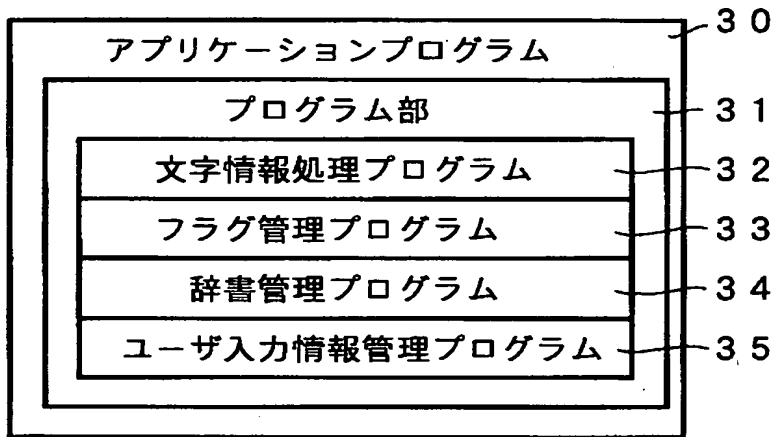 ３０
アプリケーションプログラム
プログラム部 ３１
文字情報処理プログラム ３２
フラグ管理プログラム ３３
辞書管理プログラム ３４
ユーザ入力情報管理プログラム ３５